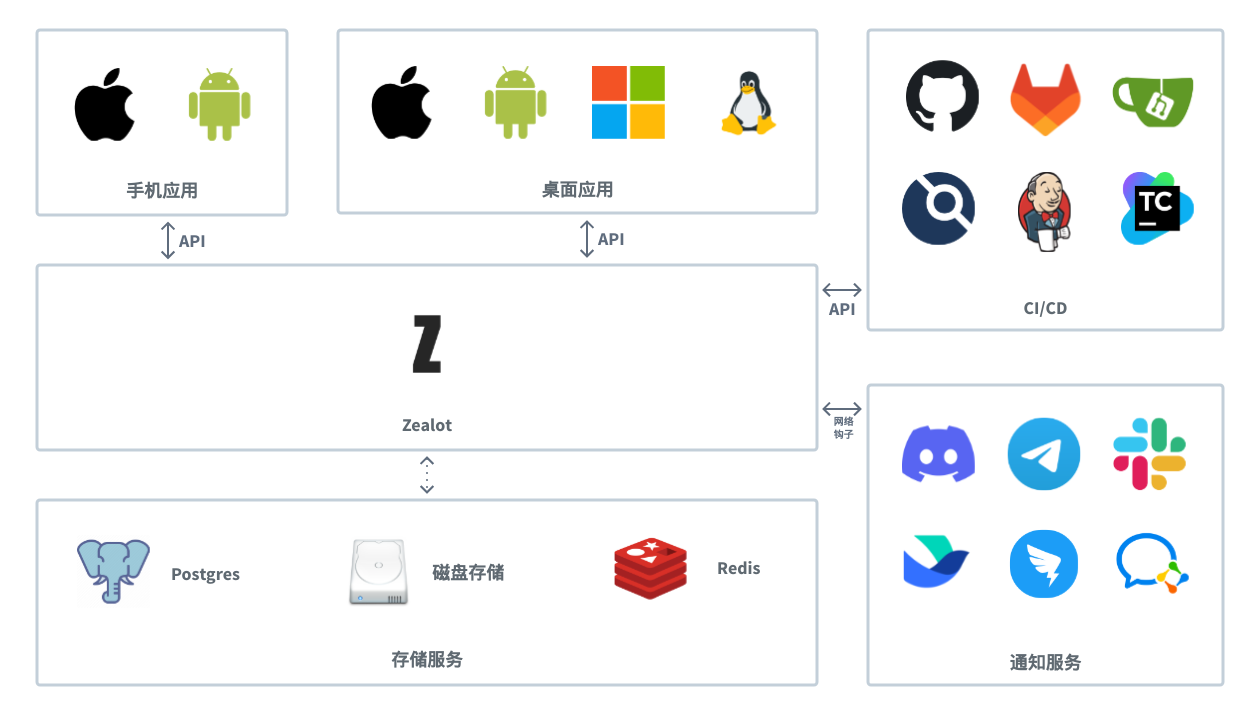 手机应用
桌面应用
API
API
TC
CI/CD
API
Z
Zealot
网络
钩子
Postgres
磁盘存储
Redis
存储服务
通知服务